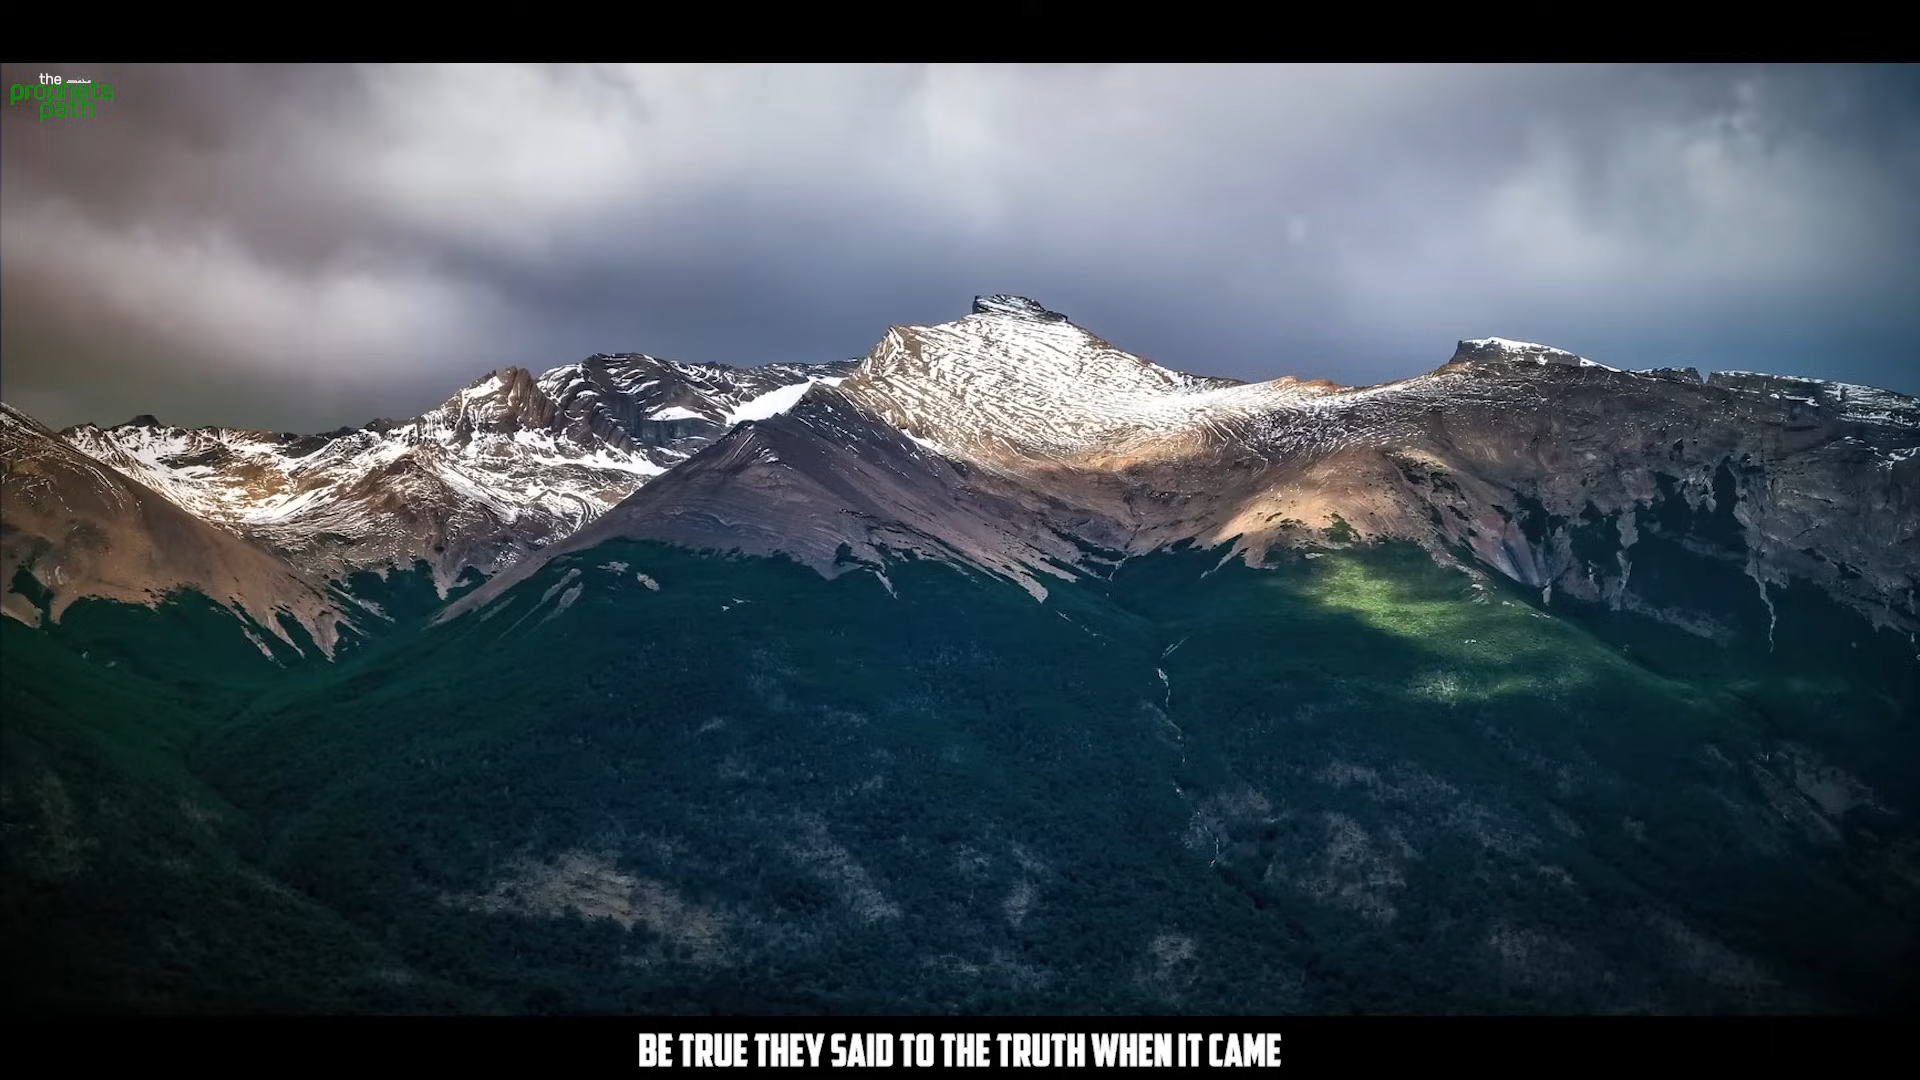 the
prophets
path
BE TRUE THEY SAID TO THE TRUTH WHEN IT CAME